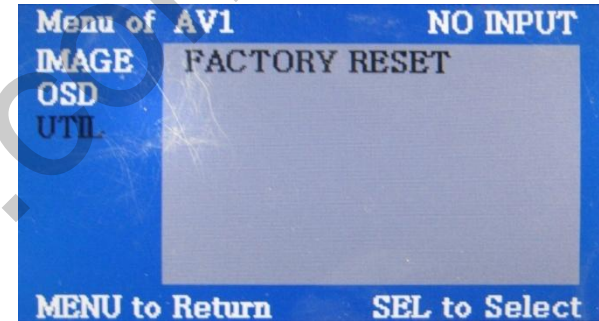 Menu of AV1 NO INPUT
IMAGE FACTORY RESET
OSD
UTIL
MENU to Return SEL to Select